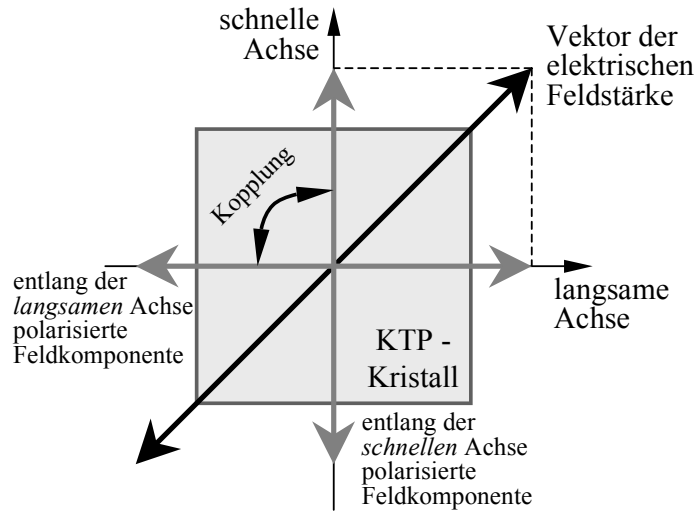 schnelle
Achse
Vektor der
elektrischen
Feldstärke
Kopplung
entlang der
langsamen Achse
polarisierte
Feldkomponente
langsame
Achse
KTP -
Kristall
entlang der
schnellen Achse
polarisierte
Feldkomponente